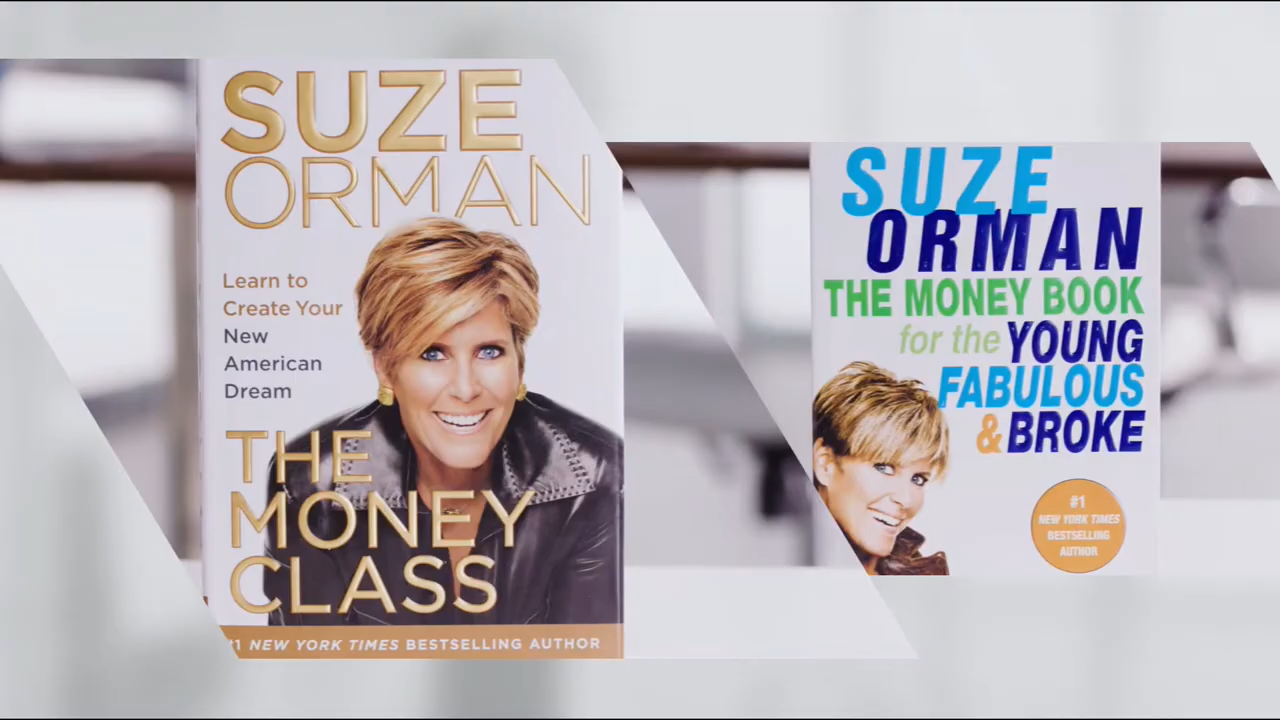 SUZE
ORMAN
Learn to
Create Your
New
American
Dream
THE
MONEY
CLASS
#1 NEW YORK TIMES BESTSELLING AUTHOR
SUZE
ORMAN
THE MONEY BOOK
for the YOUNG
FABULOUS
& BROKE
#1
NEW YORK TIMES
BESTSELLING
AUTHOR